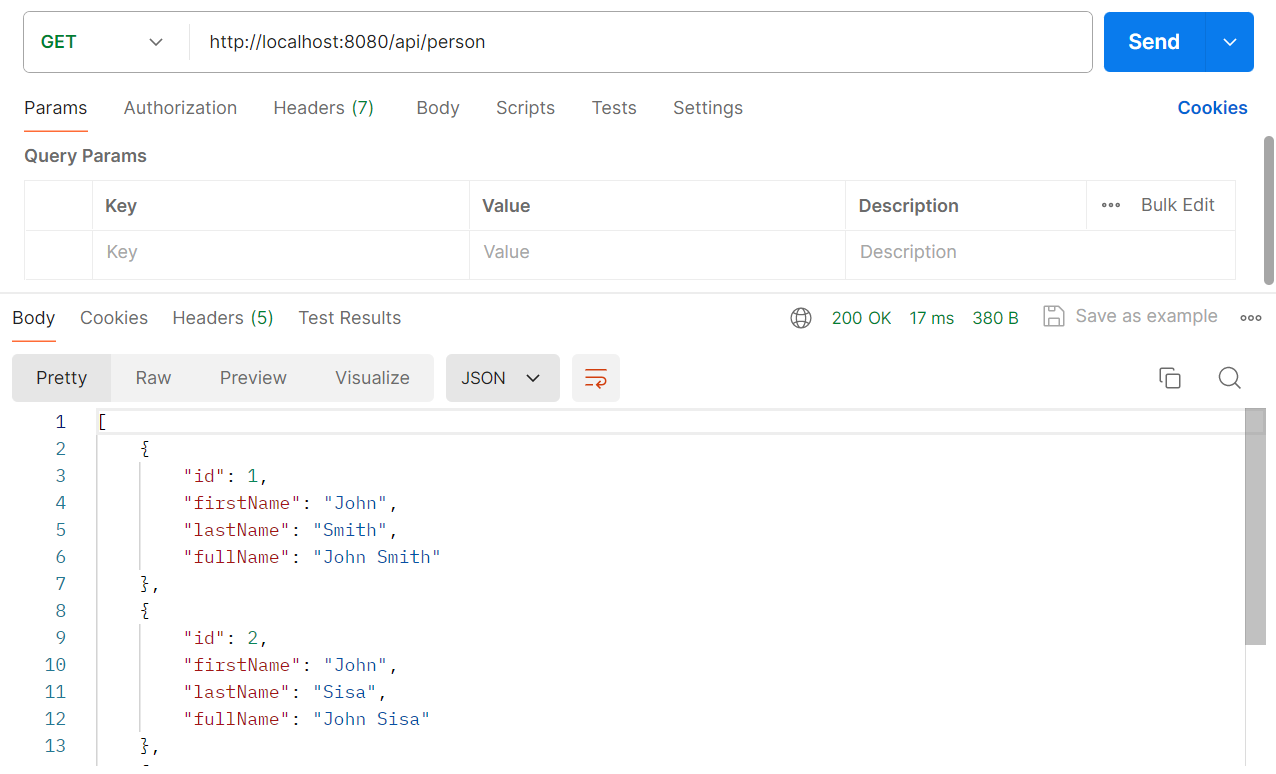 GET http://localhost:8080/api/person Send
Params Authorization Headers (7) Body Scripts Tests Settings Cookies
Query Params
Key Value Description Bulk Edit
Key Value Description
Body Cookies Headers (5) Test Results 200 OK 17 ms 380 B Save as example
Pretty Raw Preview Visualize JSON
1 [
2 {
3 "id": 1,
4 "firstName": "John",
5 "lastName": "Smith",
6 "fullName": "John Smith"
7 },
8 {
9 "id": 2,
10 "firstName": "John",
11 "lastName": "Sisa",
12 "fullName": "John Sisa"
13 },